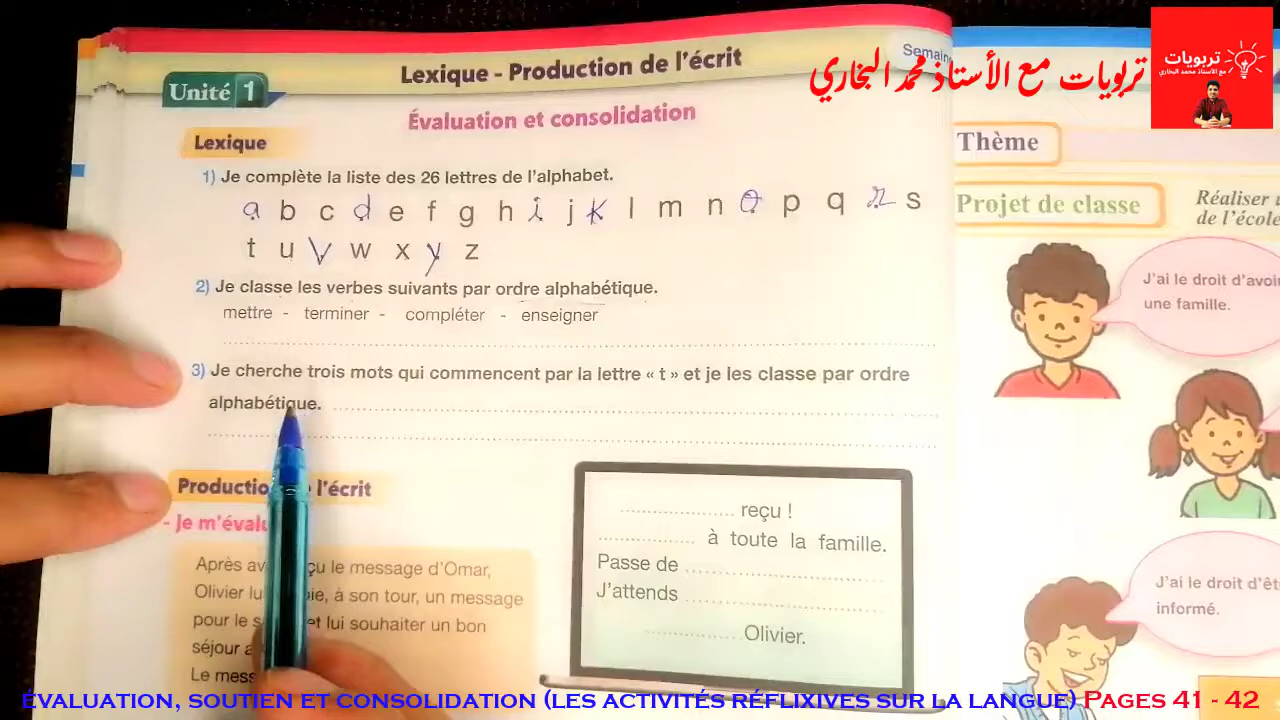 Lexique - Production de l'écrit
Semain
Unité 1
Évaluation et consolidation
Lexique
1) Je complète la liste des 26 lettres de l'alphabet.
a b c d e f g h i j k l m n o p q r s
t u v w x y z
2) Je classe les verbes suivants par ordre alphabétique.
mettre - terminer - compléter - enseigner
3) Je cherche trois mots qui commencent par la lettre « t » et je les classe par ordre
alphabétique.
Production l'écrit
- Je m'évalu
Après av çu le message d'Omar,
Olivier lu ie, à son tour, un message
pour le et lui souhaiter un bon
séjour a
Le mess
reçu !
à toute la famille.
Passe de
J'attends
Olivier.
تربويات مع الأستاذ محمد البخاري
تربويات
مع الأستاذ محمد البخاري
Thème
Projet de classe
Réaliser u
de l'école
J'ai le droit d'avoir
une famille.
J'ai le droit d'êt
informé.
ÉVALUATION, SOUTIEN ET CONSOLIDATION (LES ACTIVITÉS RÉFLIXIVES SUR LA LANGUE) PAGES 41 - 42